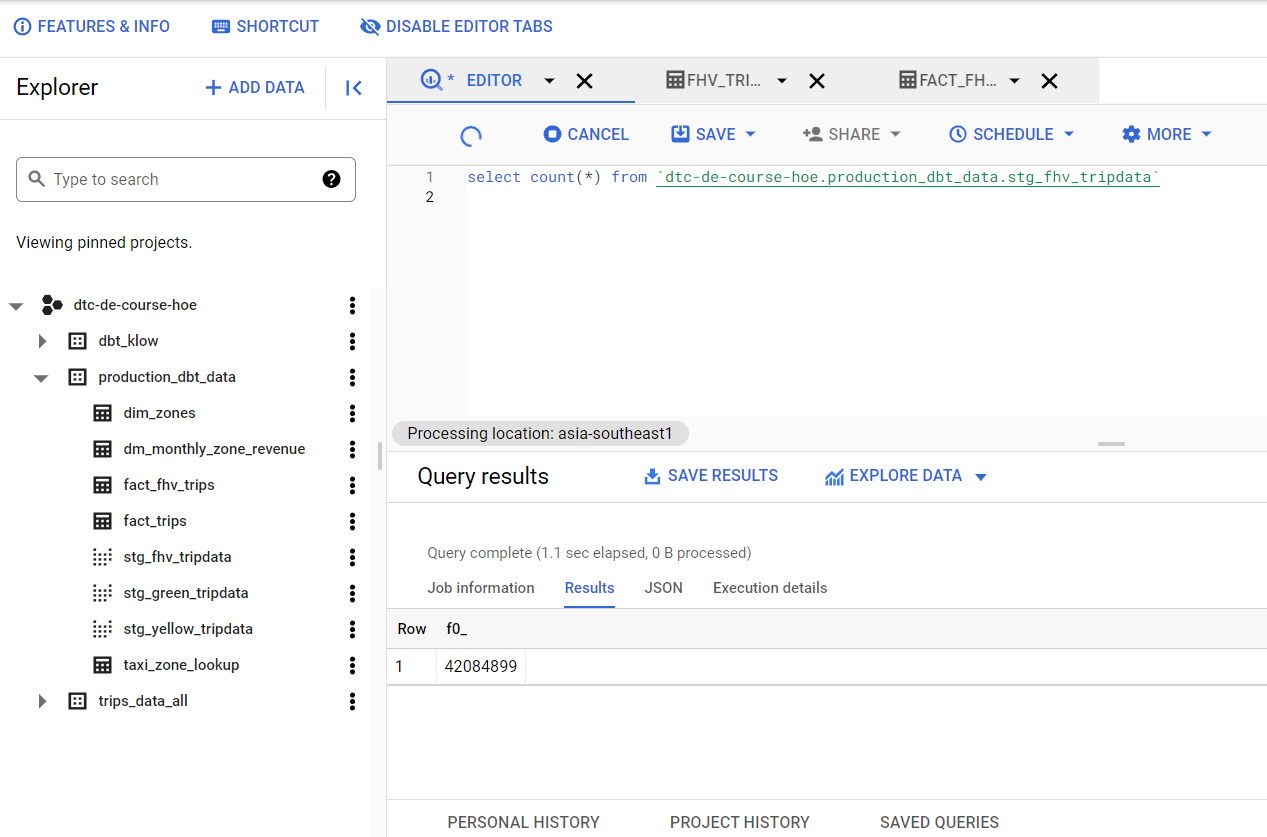 FEATURES & INFO SHORTCUT DISABLE EDITOR TABS
Explorer + ADD DATA
Type to search
Viewing pinned projects.
dtc-de-course-hoe
dbt_klow
production_dbt_data
dim_zones
dm_monthly_zone_revenue
fact_fhv_trips
fact_trips
stg_fhv_tripdata
stg_green_tripdata
stg_yellow_tripdata
taxi_zone_lookup
trips_data_all
* EDITOR FHV_TRI... FACT_FH...
CANCEL SAVE SHARE SCHEDULE MORE
1 select count(*) from `dtc-de-course-hoe.production_dbt_data.stg_fhv_tripdata`
2
Processing location: asia-southeast1
Query results SAVE RESULTS EXPLORE DATA
Query complete (1.1 sec elapsed, 0 B processed)
Job information Results JSON Execution details
Row f0_
1 42084899
PERSONAL HISTORY PROJECT HISTORY SAVED QUERIES